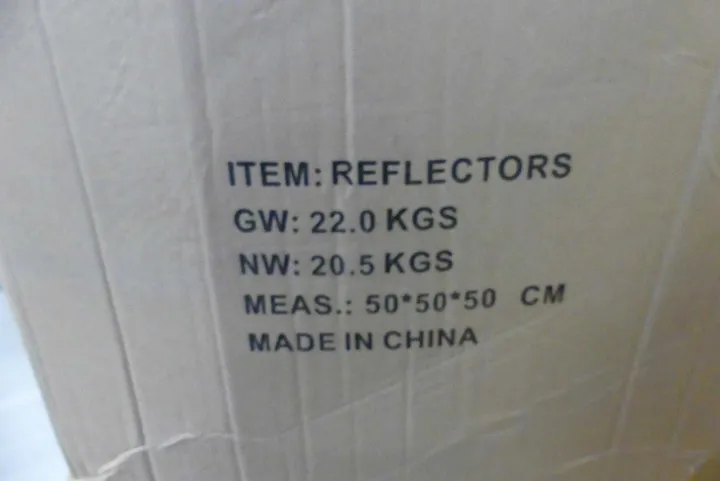 ITEM: REFLECTORS
GW: 22.0 KGS
NW: 20.5 KGS
MEAS.: 50*50*50 CM
MADE IN CHINA